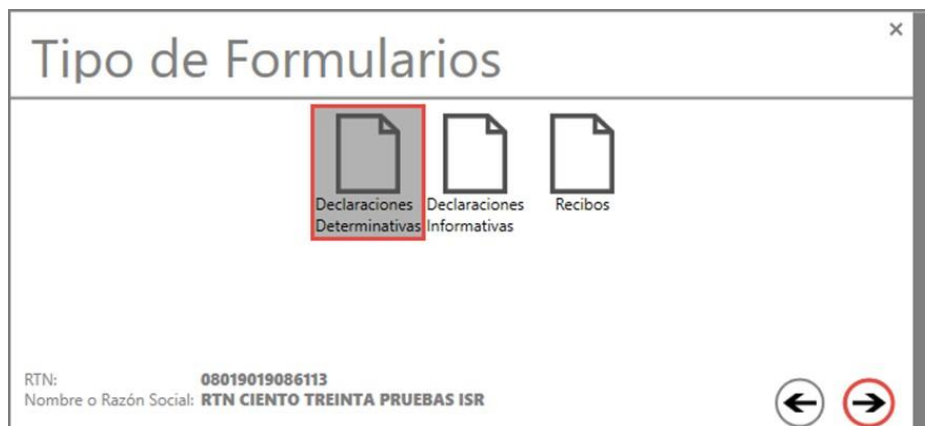 Tipo de Formularios
×
Declaraciones Determinativas
Declaraciones Informativas
Recibos
RTN: 08019019086113
Nombre o Razón Social: RTN CIENTO TREINTA PRUEBAS ISR